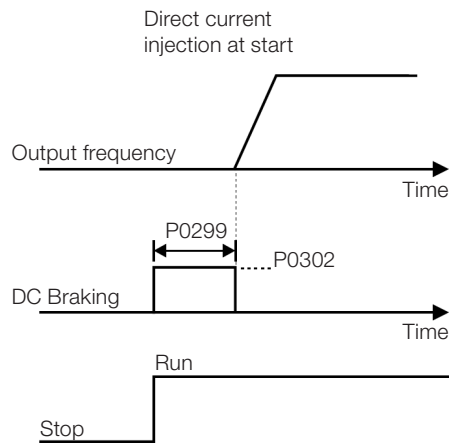 Direct current
injection at start
Output frequency
Time
P0299
P0302
DC Braking
Time
Run
Stop